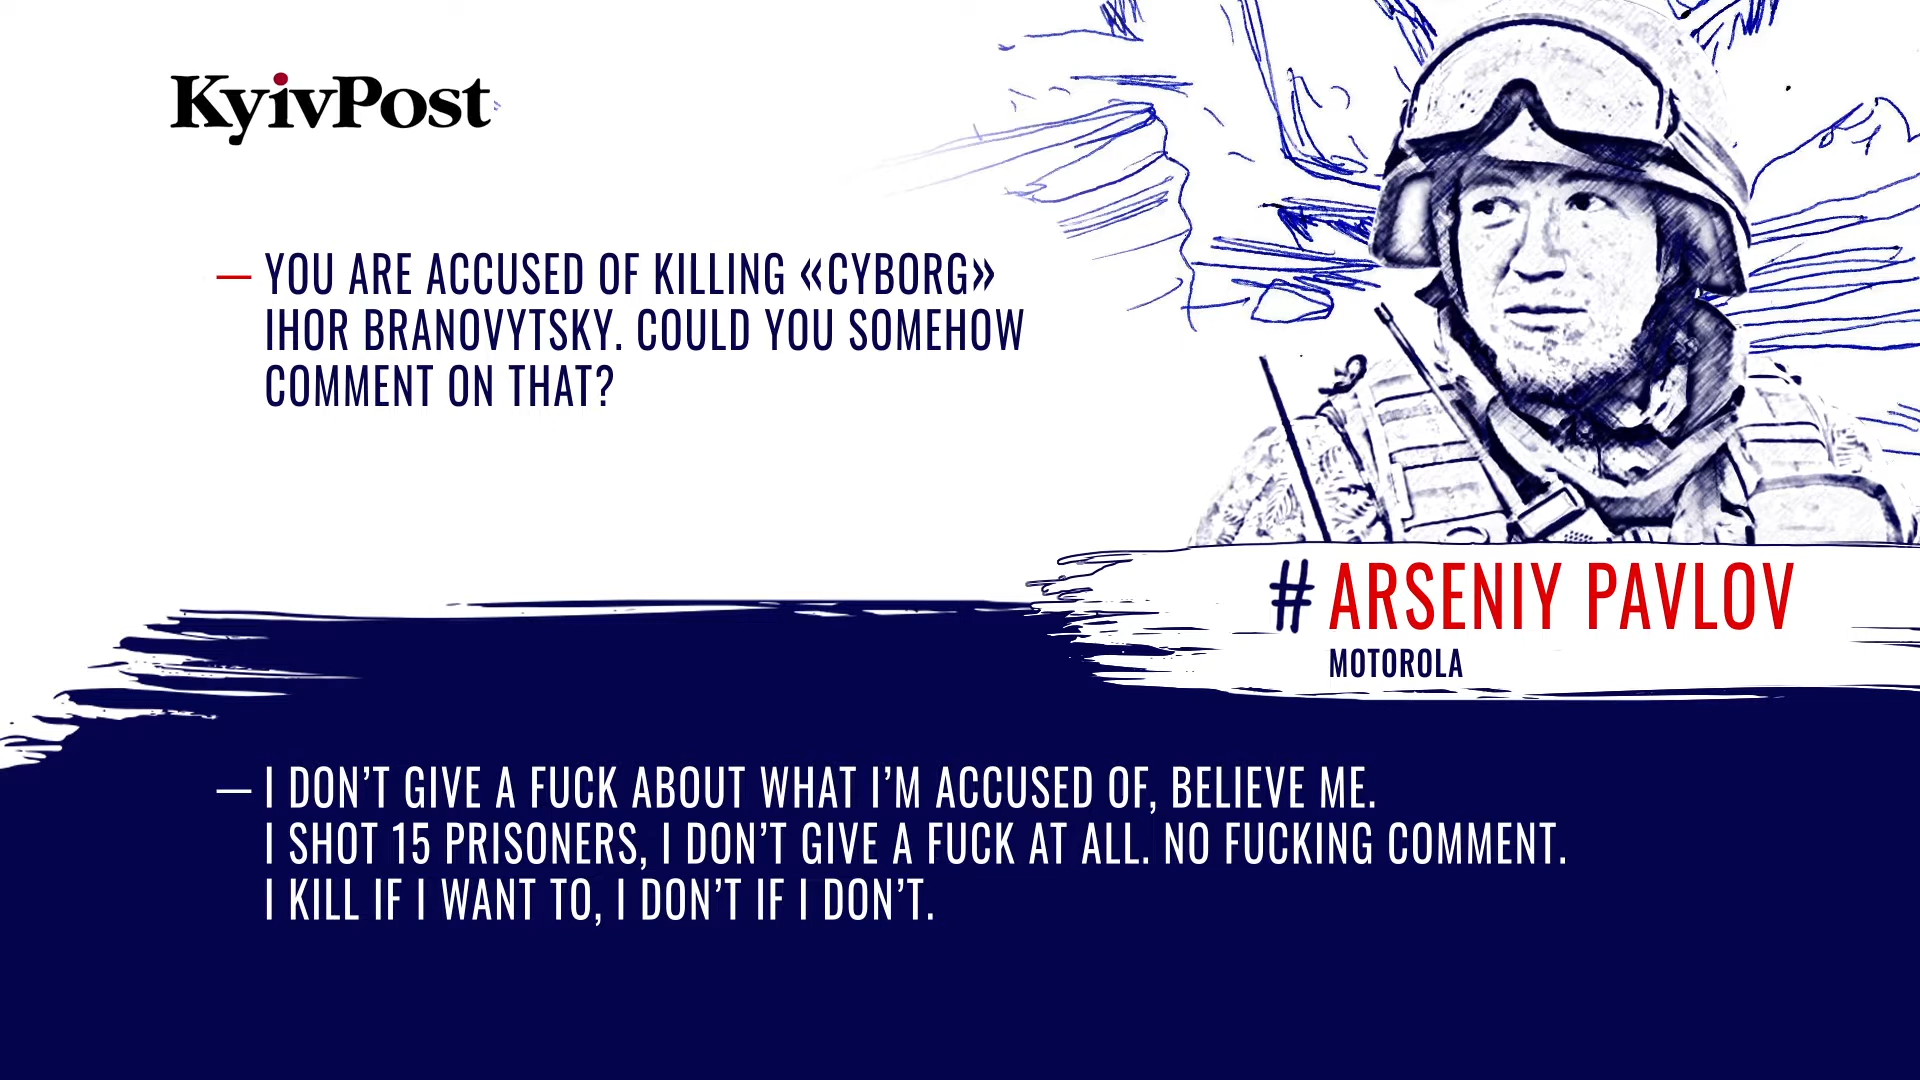 KyivPost
— YOU ARE ACCUSED OF KILLING «CYBORG»
IHOR BRANOVYTSKY. COULD YOU SOMEHOW
COMMENT ON THAT?
# ARSENIY PAVLOV
MOTOROLA
— I DON’T GIVE A FUCK ABOUT WHAT I’M ACCUSED OF, BELIEVE ME.
I SHOT 15 PRISONERS, I DON’T GIVE A FUCK AT ALL. NO FUCKING COMMENT.
I KILL IF I WANT TO, I DON’T IF I DON’T.